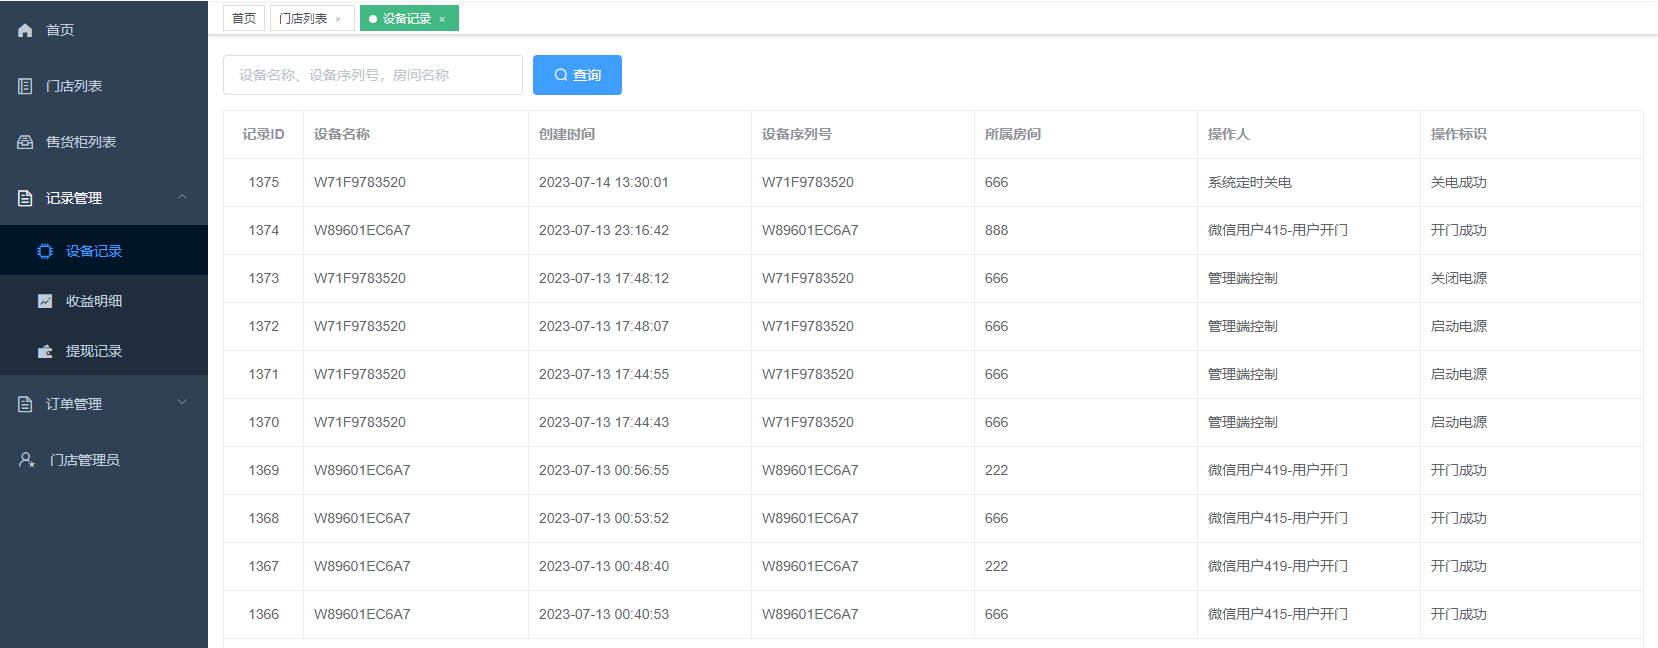 首页
门店列表
售货柜列表
记录管理
设备记录
收益明细
提现记录
订单管理
门店管理员
首页 门店列表 × 设备记录 ×
设备名称、设备序列号，房间名称 查询
记录ID 设备名称 创建时间 设备序列号 所属房间 操作人 操作标识
1375 W71F9783520 2023-07-14 13:30:01 W71F9783520 666 系统定时关电 关电成功
1374 W89601EC6A7 2023-07-13 23:16:42 W89601EC6A7 888 微信用户415-用户开门 开门成功
1373 W71F9783520 2023-07-13 17:48:12 W71F9783520 666 管理端控制 关闭电源
1372 W71F9783520 2023-07-13 17:48:07 W71F9783520 666 管理端控制 启动电源
1371 W71F9783520 2023-07-13 17:44:55 W71F9783520 666 管理端控制 启动电源
1370 W71F9783520 2023-07-13 17:44:43 W71F9783520 666 管理端控制 启动电源
1369 W89601EC6A7 2023-07-13 00:56:55 W89601EC6A7 222 微信用户419-用户开门 开门成功
1368 W89601EC6A7 2023-07-13 00:53:52 W89601EC6A7 666 微信用户415-用户开门 开门成功
1367 W89601EC6A7 2023-07-13 00:48:40 W89601EC6A7 222 微信用户419-用户开门 开门成功
1366 W89601EC6A7 2023-07-13 00:40:53 W89601EC6A7 666 微信用户415-用户开门 开门成功